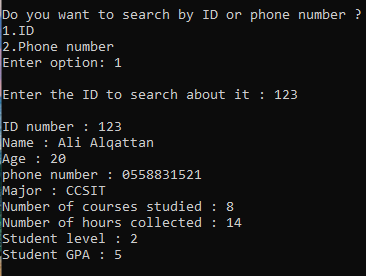 Do you want to search by ID or phone number ?
1.ID
2.Phone number
Enter option: 1
Enter the ID to search about it : 123
ID number : 123
Name : Ali Alqattan
Age : 20
phone number : 0558831521
Major : CCSIT
Number of courses studied : 8
Number of hours collected : 14
Student level : 2
Student GPA : 5